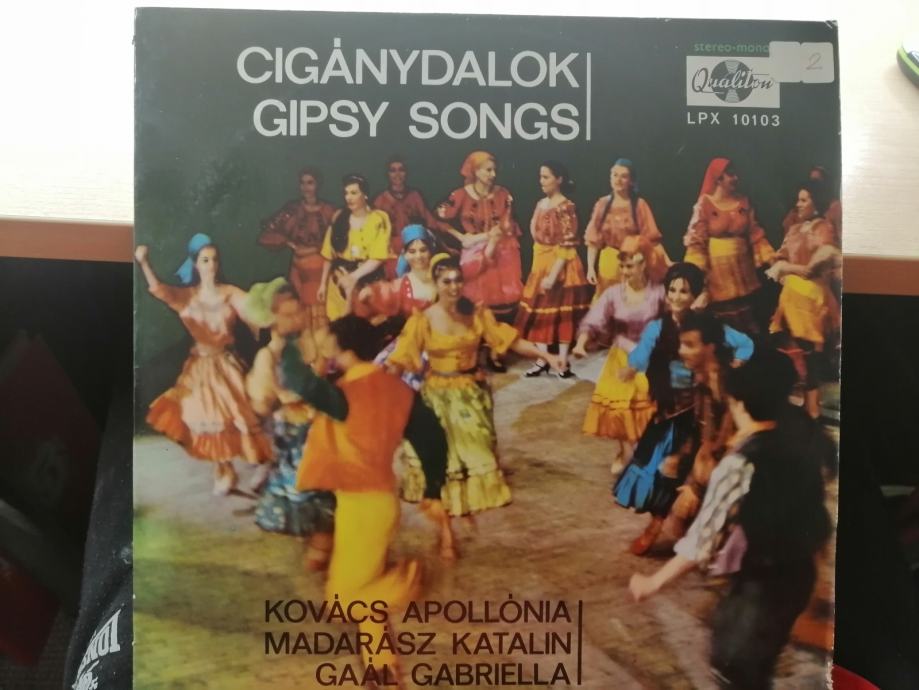 CIGÁNYDALOK
GIPSY SONGS
stereo-mono
2
Qualiton
LPX 10103
KOVÁCS APOLLÓNIA
MADARÁSZ KATALIN
GAÁL GABRIELLA